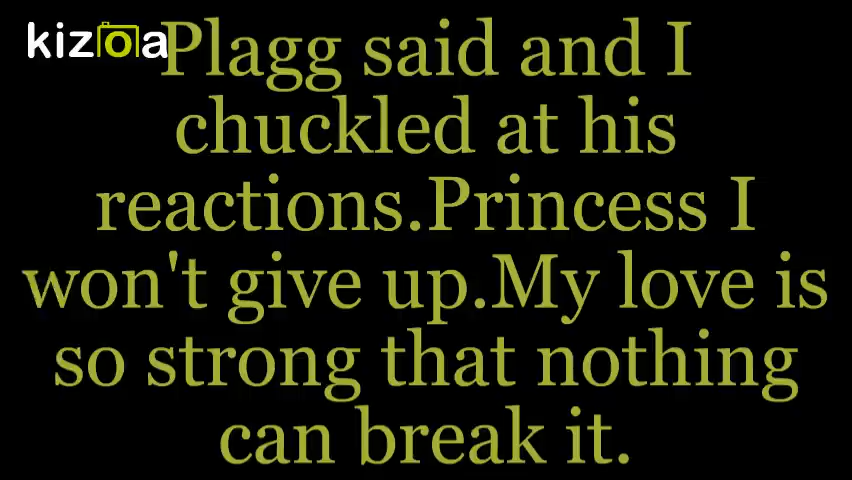 kizoa
Plagg said and I
chuckled at his
reactions.Princess I
won't give up.My love is
so strong that nothing
can break it.